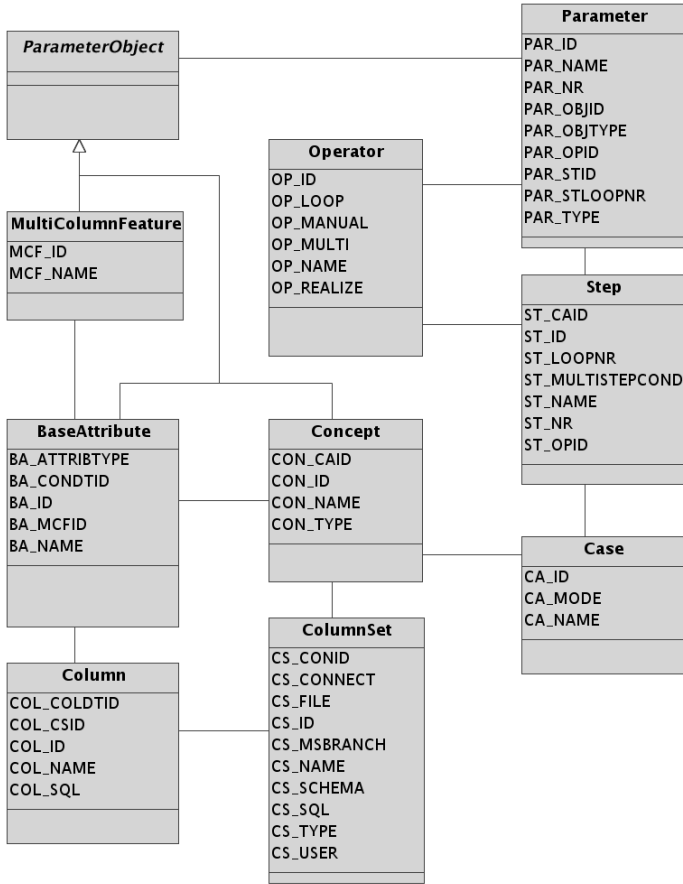 ParameterObject
Parameter
PAR_ID
PAR_NAME
PAR_NR
PAR_OBJID
PAR_OBJTYPE
PAR_OPID
PAR_STID
PAR_STLOOPNR
PAR_TYPE
Operator
OP_ID
OP_LOOP
OP_MANUAL
OP_MULTI
OP_NAME
OP_REALIZE
MultiColumnFeature
MCF_ID
MCF_NAME
Step
ST_CAID
ST_ID
ST_LOOPNR
ST_MULTISTEPCOND
ST_NAME
ST_NR
ST_OPID
BaseAttribute
BA_ATTRIBTYPE
BA_CONDTID
BA_ID
BA_MCFID
BA_NAME
Concept
CON_CAID
CON_ID
CON_NAME
CON_TYPE
Case
CA_ID
CA_MODE
CA_NAME
Column
COL_COLDTID
COL_CSID
COL_ID
COL_NAME
COL_SQL
ColumnSet
CS_CONID
CS_CONNECT
CS_FILE
CS_ID
CS_MSBRANCH
CS_NAME
CS_SCHEMA
CS_SQL
CS_TYPE
CS_USER